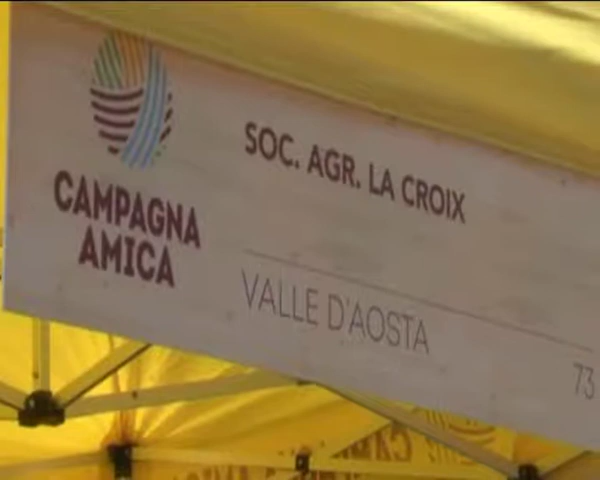 SOC. AGR. LA CROIX
CAMPAGNA
AMICA
VALLE D'AOSTA
73